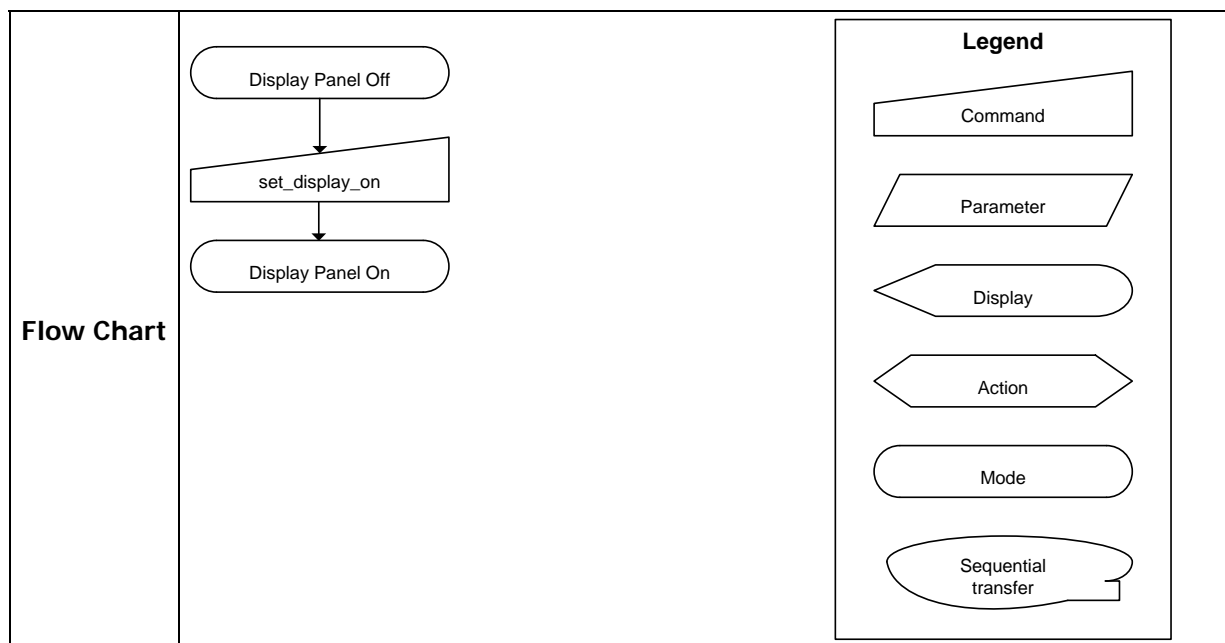 Flow Chart
Display Panel Off
set_display_on
Display Panel On
Legend
Command
Parameter
Display
Action
Mode
Sequential
transfer